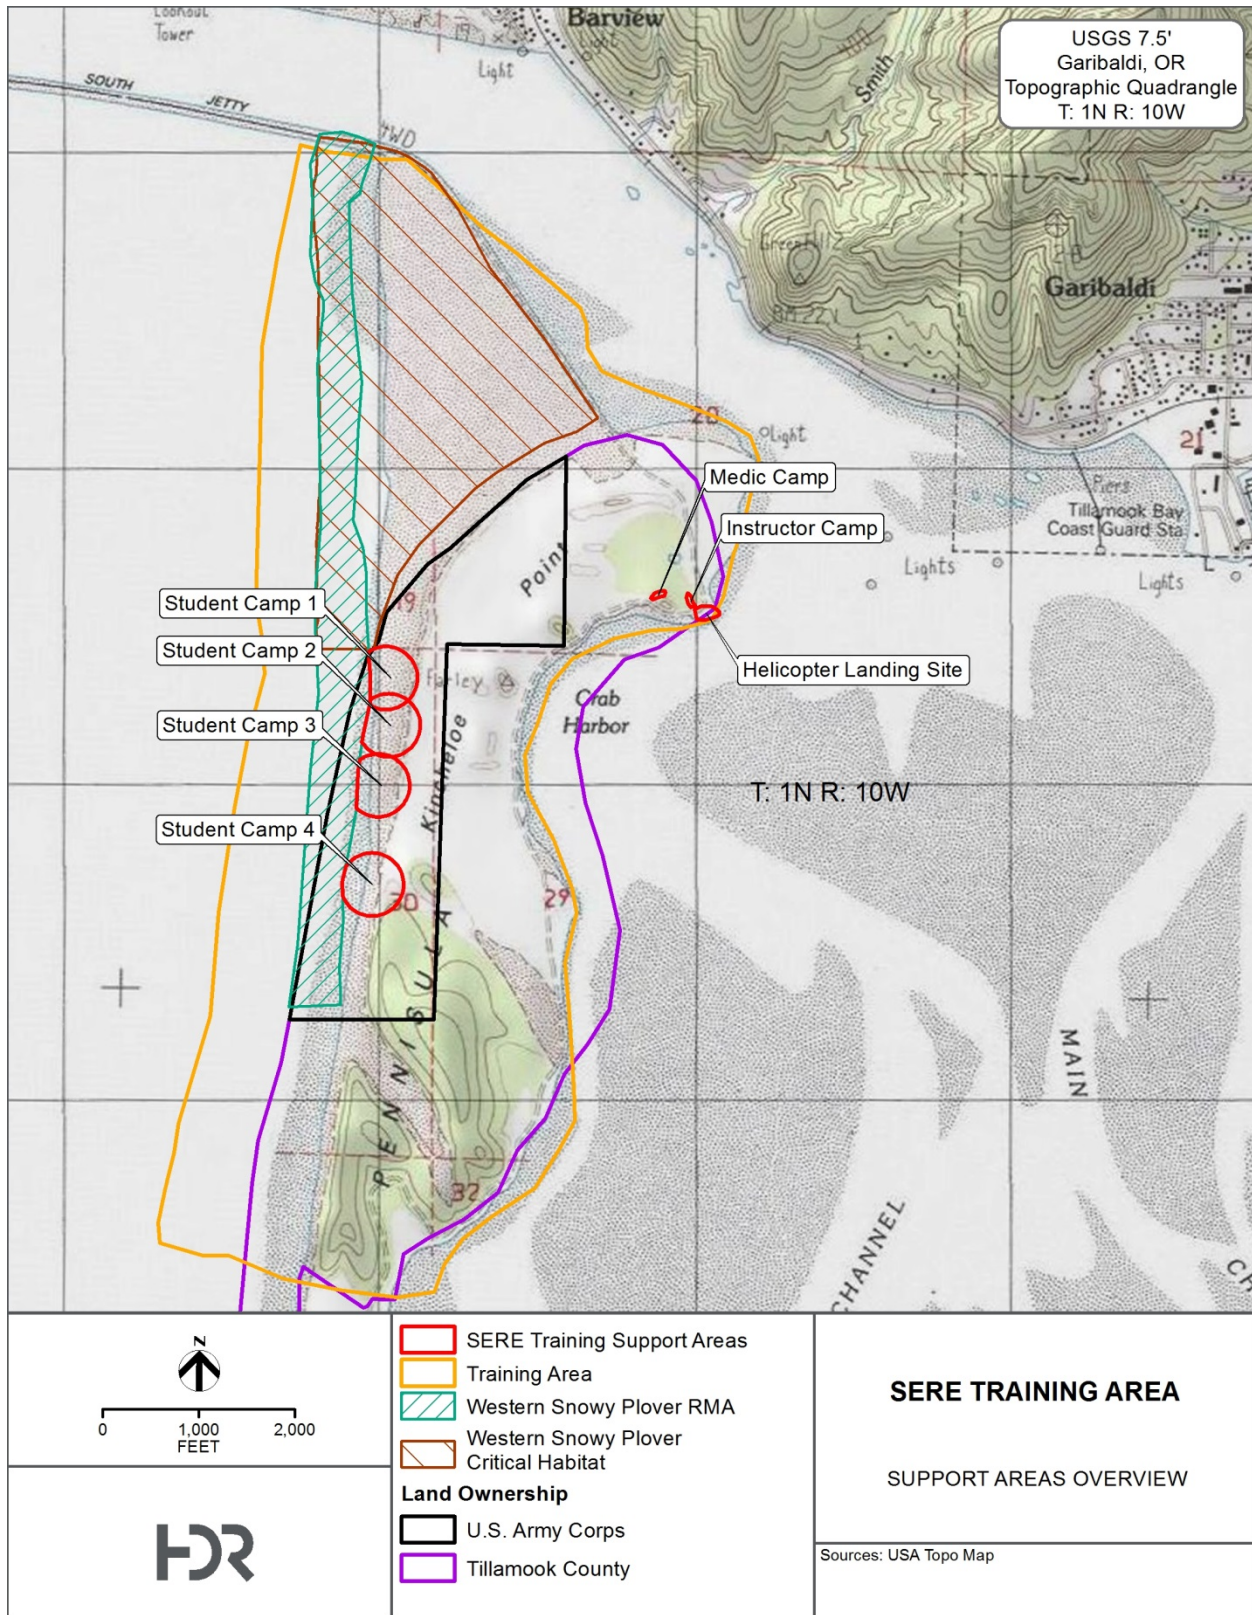 Lookout
Tower
Barview
Light
Light
USGS 7.5'
Garibaldi, OR
Topographic Quadrangle
T: 1N R: 10W
SOUTH JETTY
Smith
Garibaldi
20
Light
21
Medic Camp
Piers
Tillamook Bay
Coast Guard Sta
Instructor Camp
Point
Lights
Lights
Student Camp 1
19
Student Camp 2
Farley
Helicopter Landing Site
Crab
Harbor
Student Camp 3
Kincheloe
T: 1N R: 10W
Student Camp 4
30
29
PENNISULA
MAIN
32
CHANNEL
N
0 1,000 2,000
FEET
HDR
SERE Training Support Areas
Training Area
Western Snowy Plover RMA
Western Snowy Plover
Critical Habitat
Land Ownership
U.S. Army Corps
Tillamook County
SERE TRAINING AREA
SUPPORT AREAS OVERVIEW
Sources: USA Topo Map